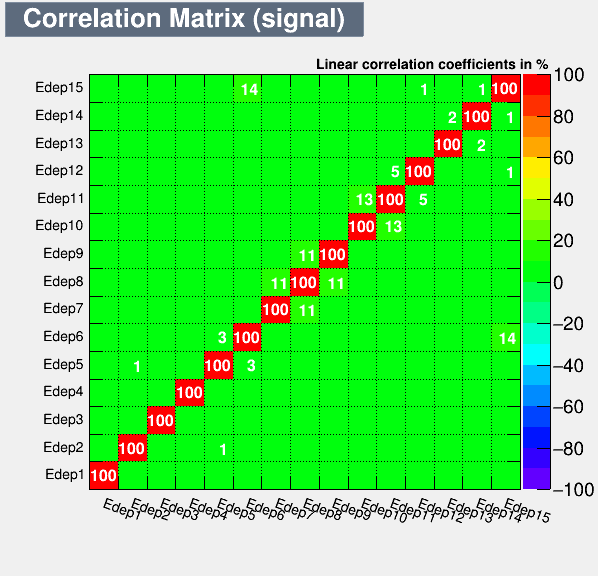 Correlation Matrix (signal)
Linear correlation coefficients in %
Edep15 14 1 1 100
Edep14 2 100 1
Edep13 100 2
Edep12 5 100 1
Edep11 13 100 5
Edep10 100 13
Edep9 11 100
Edep8 11 100 11
Edep7 100 11
Edep6 3 100 14
Edep5 1 100 3
Edep4 100
Edep3 100
Edep2 100 1
Edep1 100
Edep1 Edep2 Edep3 Edep4 Edep5 Edep6 Edep7 Edep8 Edep9 Edep10 Edep11 Edep12 Edep13 Edep14 Edep15
100
80
60
40
20
0
−20
−40
−60
−80
−100